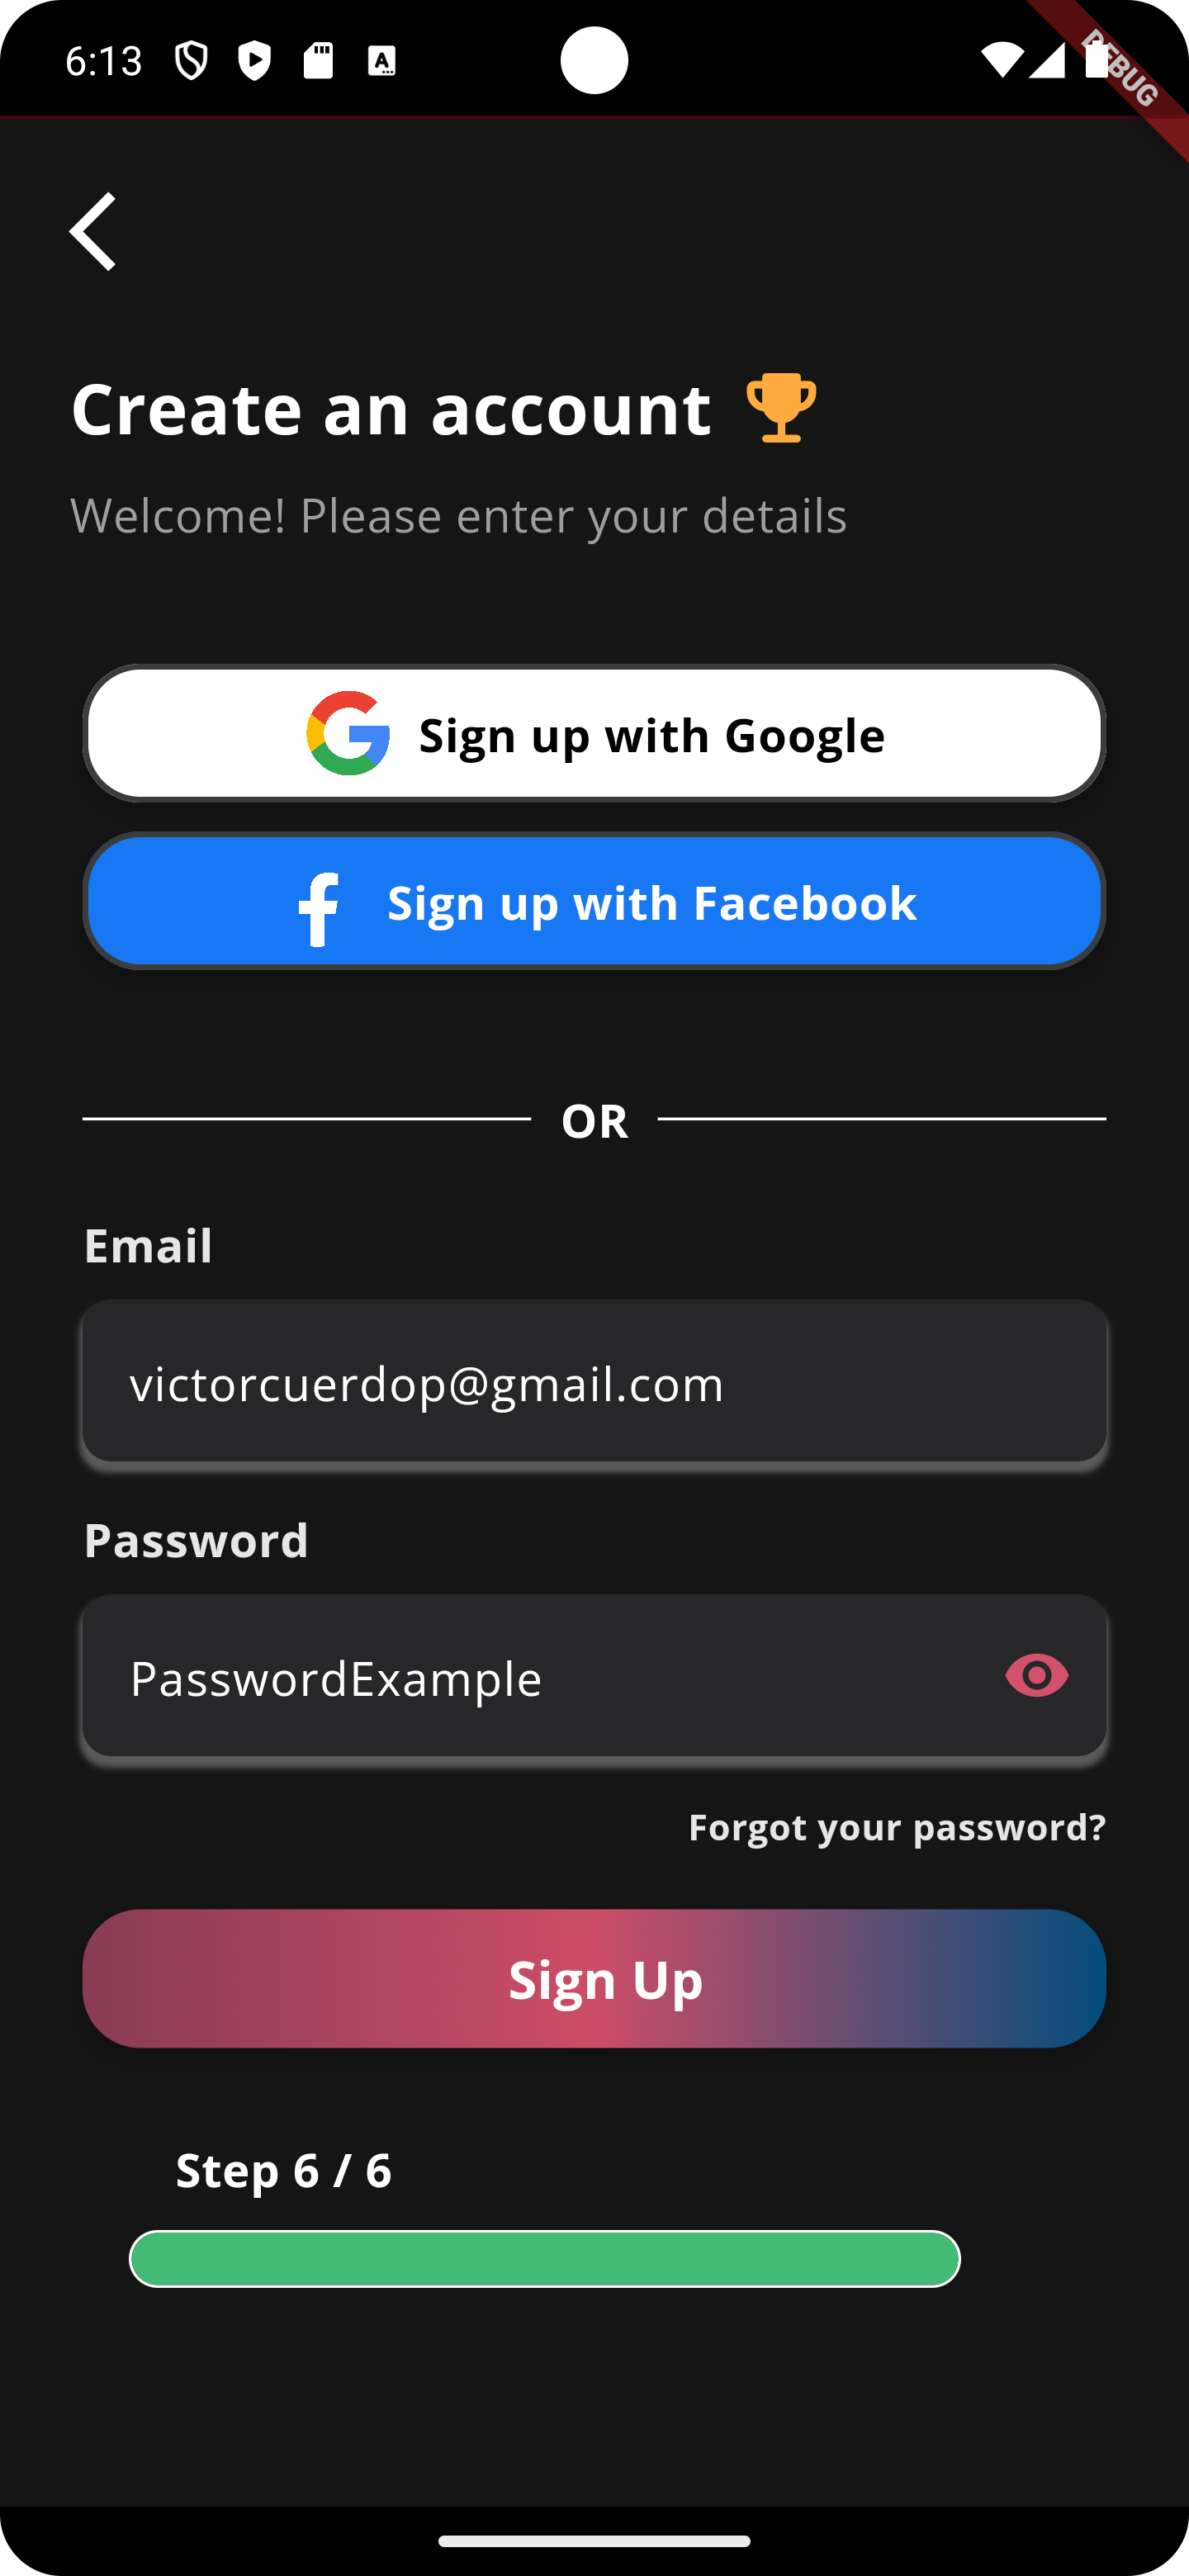 6:13
DEBUG
Create an account
Welcome! Please enter your details
Sign up with Google
Sign up with Facebook
OR
Email
victorcuerdop@gmail.com
Password
PasswordExample
Forgot your password?
Sign Up
Step 6 / 6